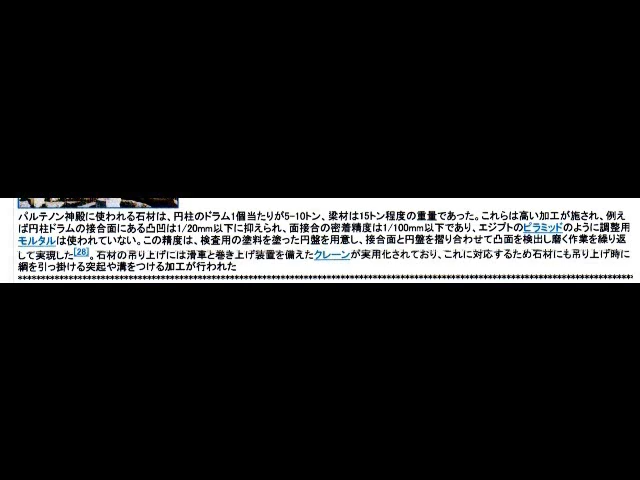 パルテノン神殿に使われる石材は、円柱のドラム1個当たりが5-10トン、梁材は15トン程度の重量であった。これらは高い加工が施され、例え
ば円柱ドラムの接合面にある凸凹は1/20mm以下に抑えられ、面接合の密着精度は1/100mm以下であり、エジプトのピラミッドのように調整用
モルタルは使われていない。この精度は、検査用の塗料を塗った円盤を用意し、接合面と円盤を摺り合わせて凸面を検出し磨く作業を繰り返
して実現した[28]。石材の吊り上げには滑車と巻き上げ装置を備えたクレーンが実用化されており、これに対応するため石材にも吊り上げ時に
綱を引っ掛ける突起や溝をつける加工が行われた